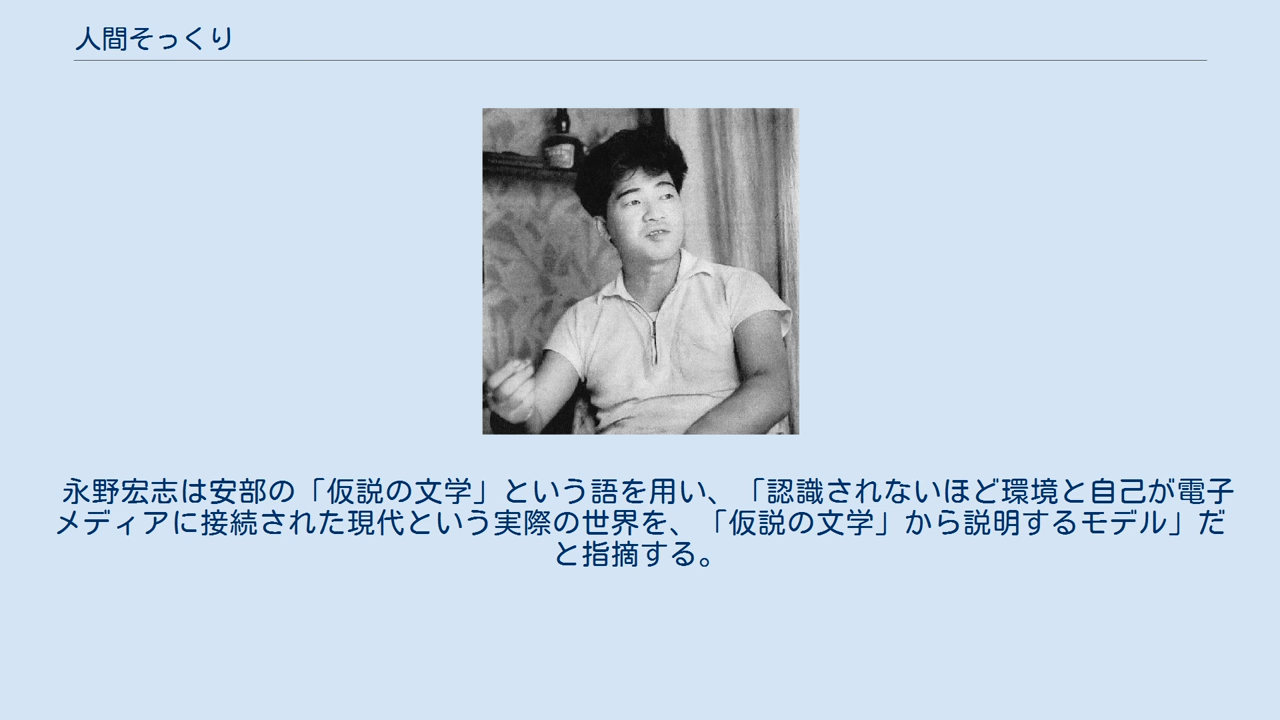 人間そっくり
永野宏志は安部の「仮説の文学」という語を用い、「認識されないほど環境と自己が電子
メディアに接続された現代という実際の世界を、「仮説の文学」から説明するモデル」だ
と指摘する。